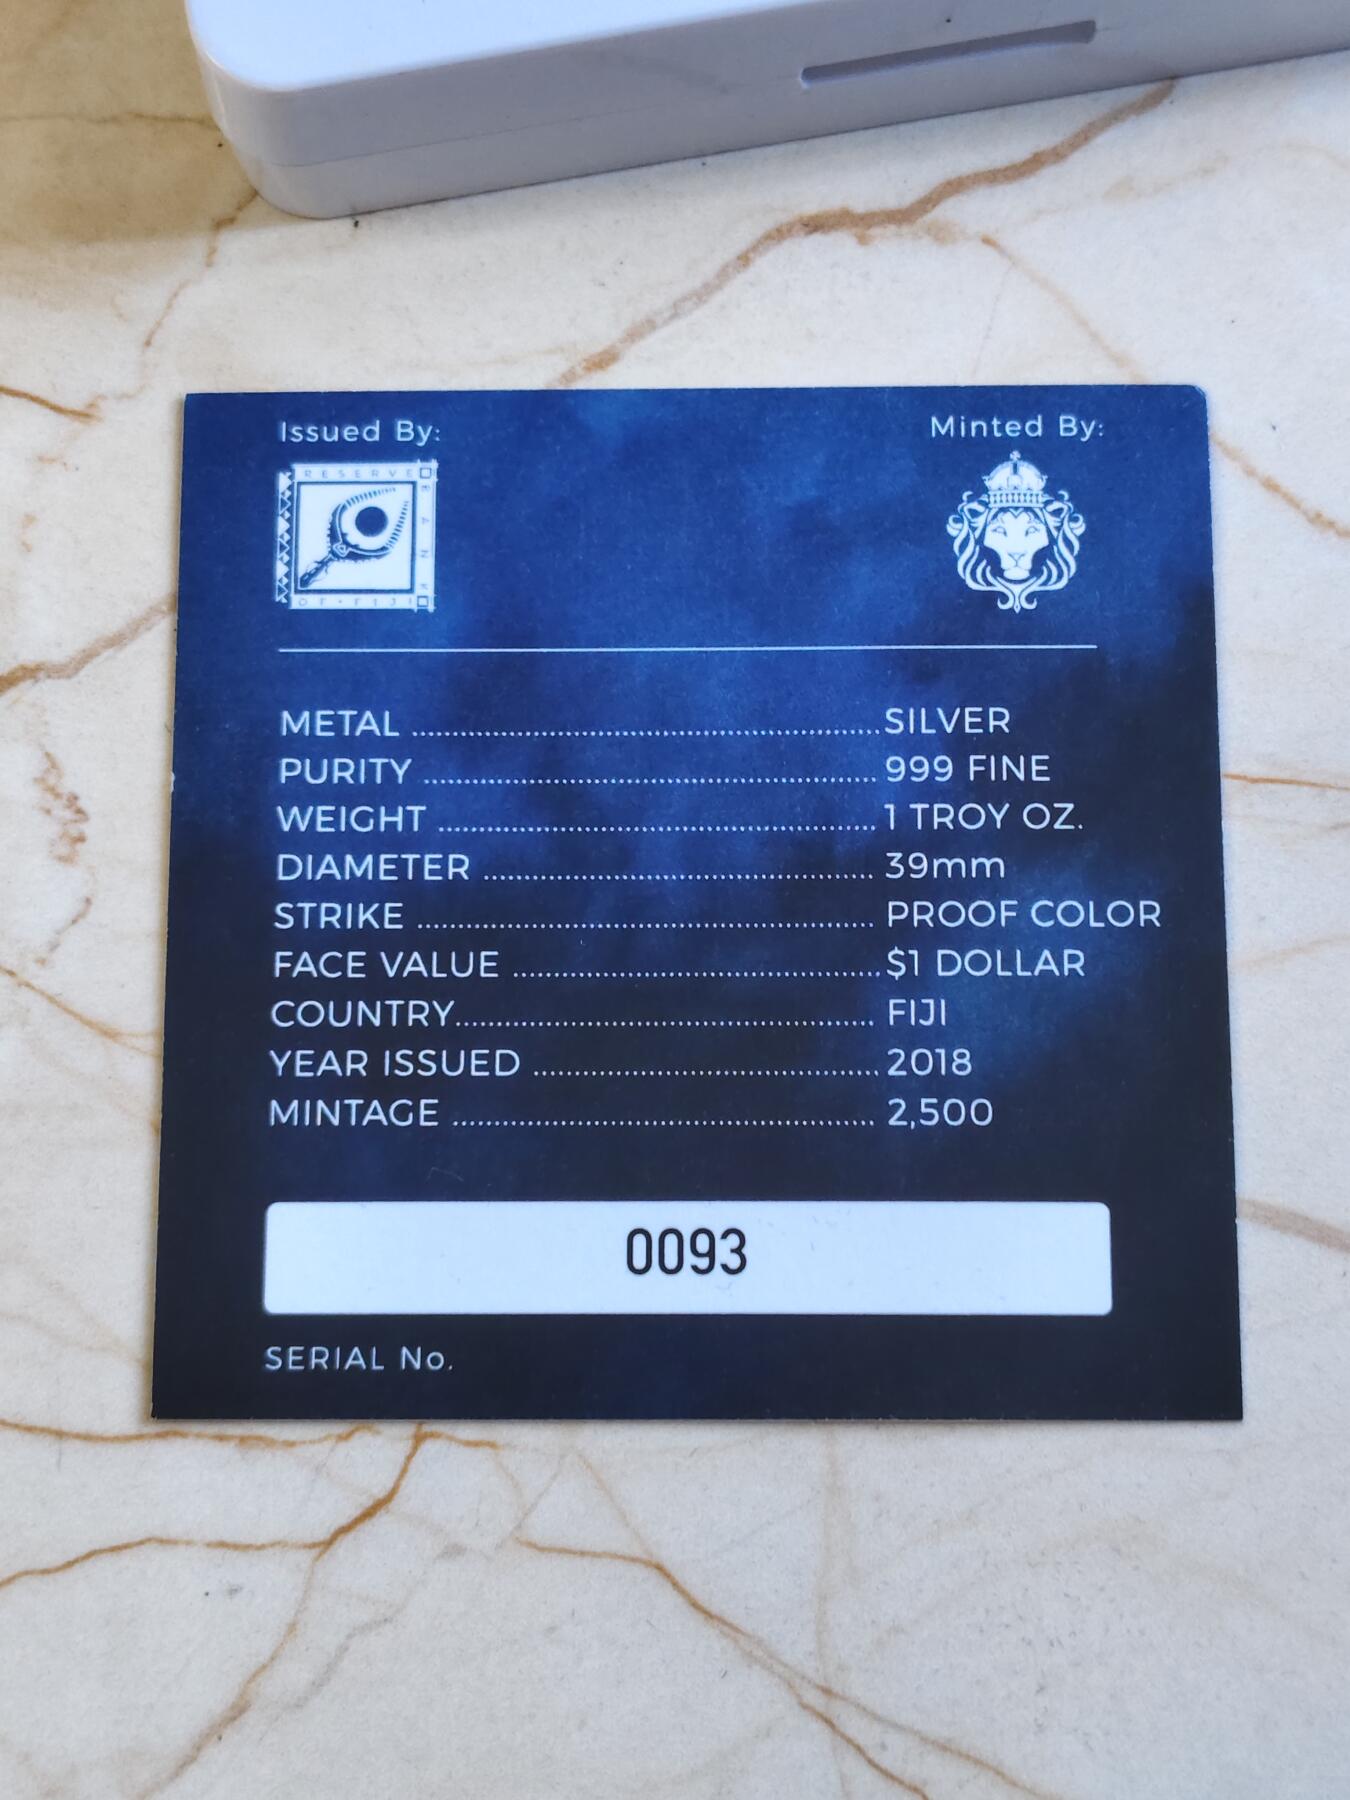 Issued By:
Minted By:
RESERVE
BANK
OF • FIJI
METAL ........ SILVER
PURITY ........ 999 FINE
WEIGHT ........ 1 TROY OZ.
DIAMETER ........ 39mm
STRIKE ........ PROOF COLOR
FACE VALUE ........ $1 DOLLAR
COUNTRY ........ FIJI
YEAR ISSUED ........ 2018
MINTAGE ........ 2,500
0093
SERIAL No.